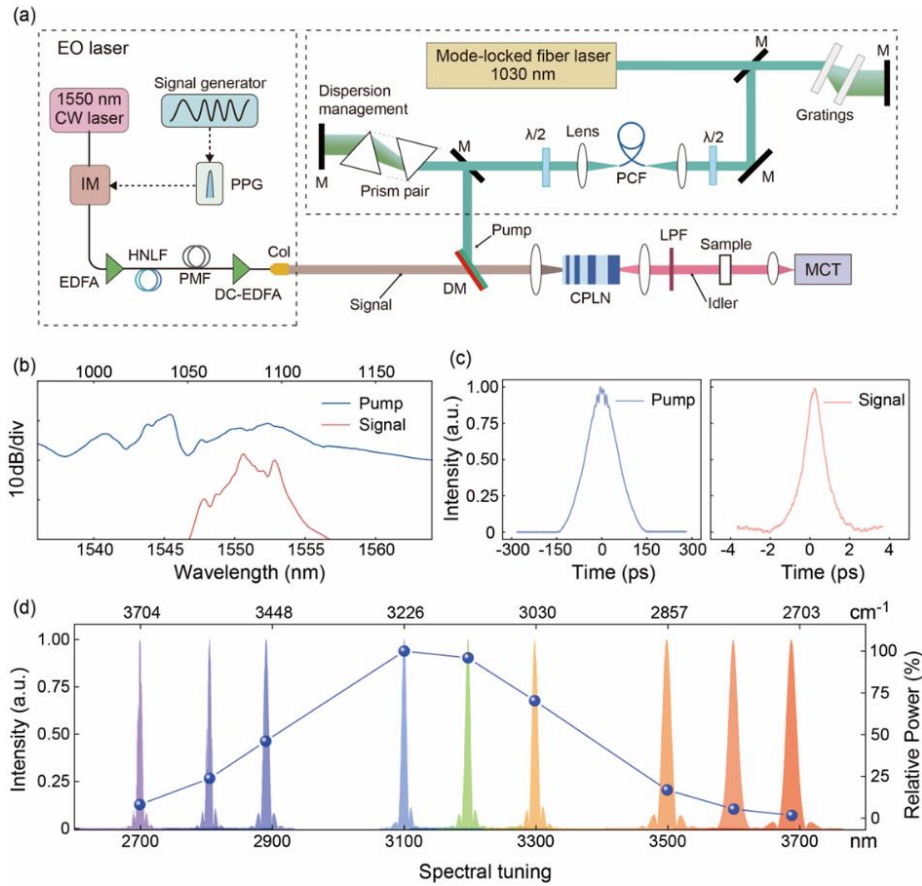 (a)
EO laser
1550 nm
CW laser
Signal generator
IM
PPG
EDFA
HNLF
PMF
DC-EDFA
Col
Mode-locked fiber laser
1030 nm
M
M
Gratings
Dispersion
management
M
Prism pair
M
λ/2
Lens
PCF
λ/2
M
Pump
Signal
DM
CPLN
LPF
Sample
Idler
MCT
(b)
1000 1050 1100 1150
10dB/div
Pump
Signal
1540 1545 1550 1555 1560
Wavelength (nm)
(c)
Intensity (a.u.)
1.00
0.75
0.50
0.25
0
Pump
-300 -150 0 150 300
Time (ps)
Signal
-4 -2 0 2 4
Time (ps)
(d)
3704 3448 3226 3030 2857 2703 cm-1
Intensity (a.u.)
1.00
0.75
0.50
0.25
0
100
75
50
25
0
Relative Power (%)
2700 2900 3100 3300 3500 3700 nm
Spectral tuning